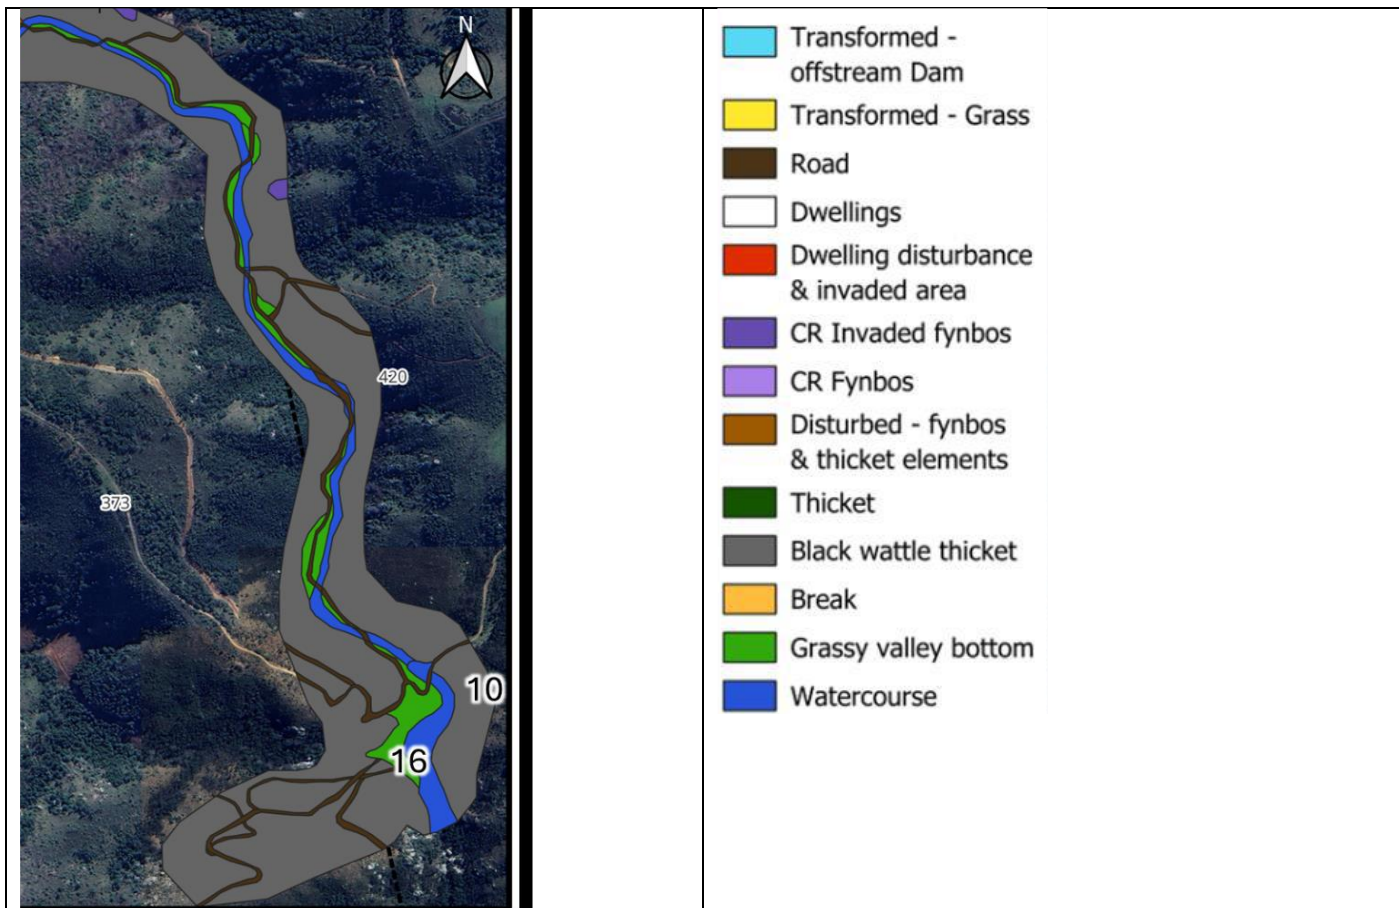 N
420
373
10
16
Transformed -
offstream Dam
Transformed - Grass
Road
Dwellings
Dwelling disturbance
& invaded area
CR Invaded fynbos
CR Fynbos
Disturbed - fynbos
& thicket elements
Thicket
Black wattle thicket
Break
Grassy valley bottom
Watercourse